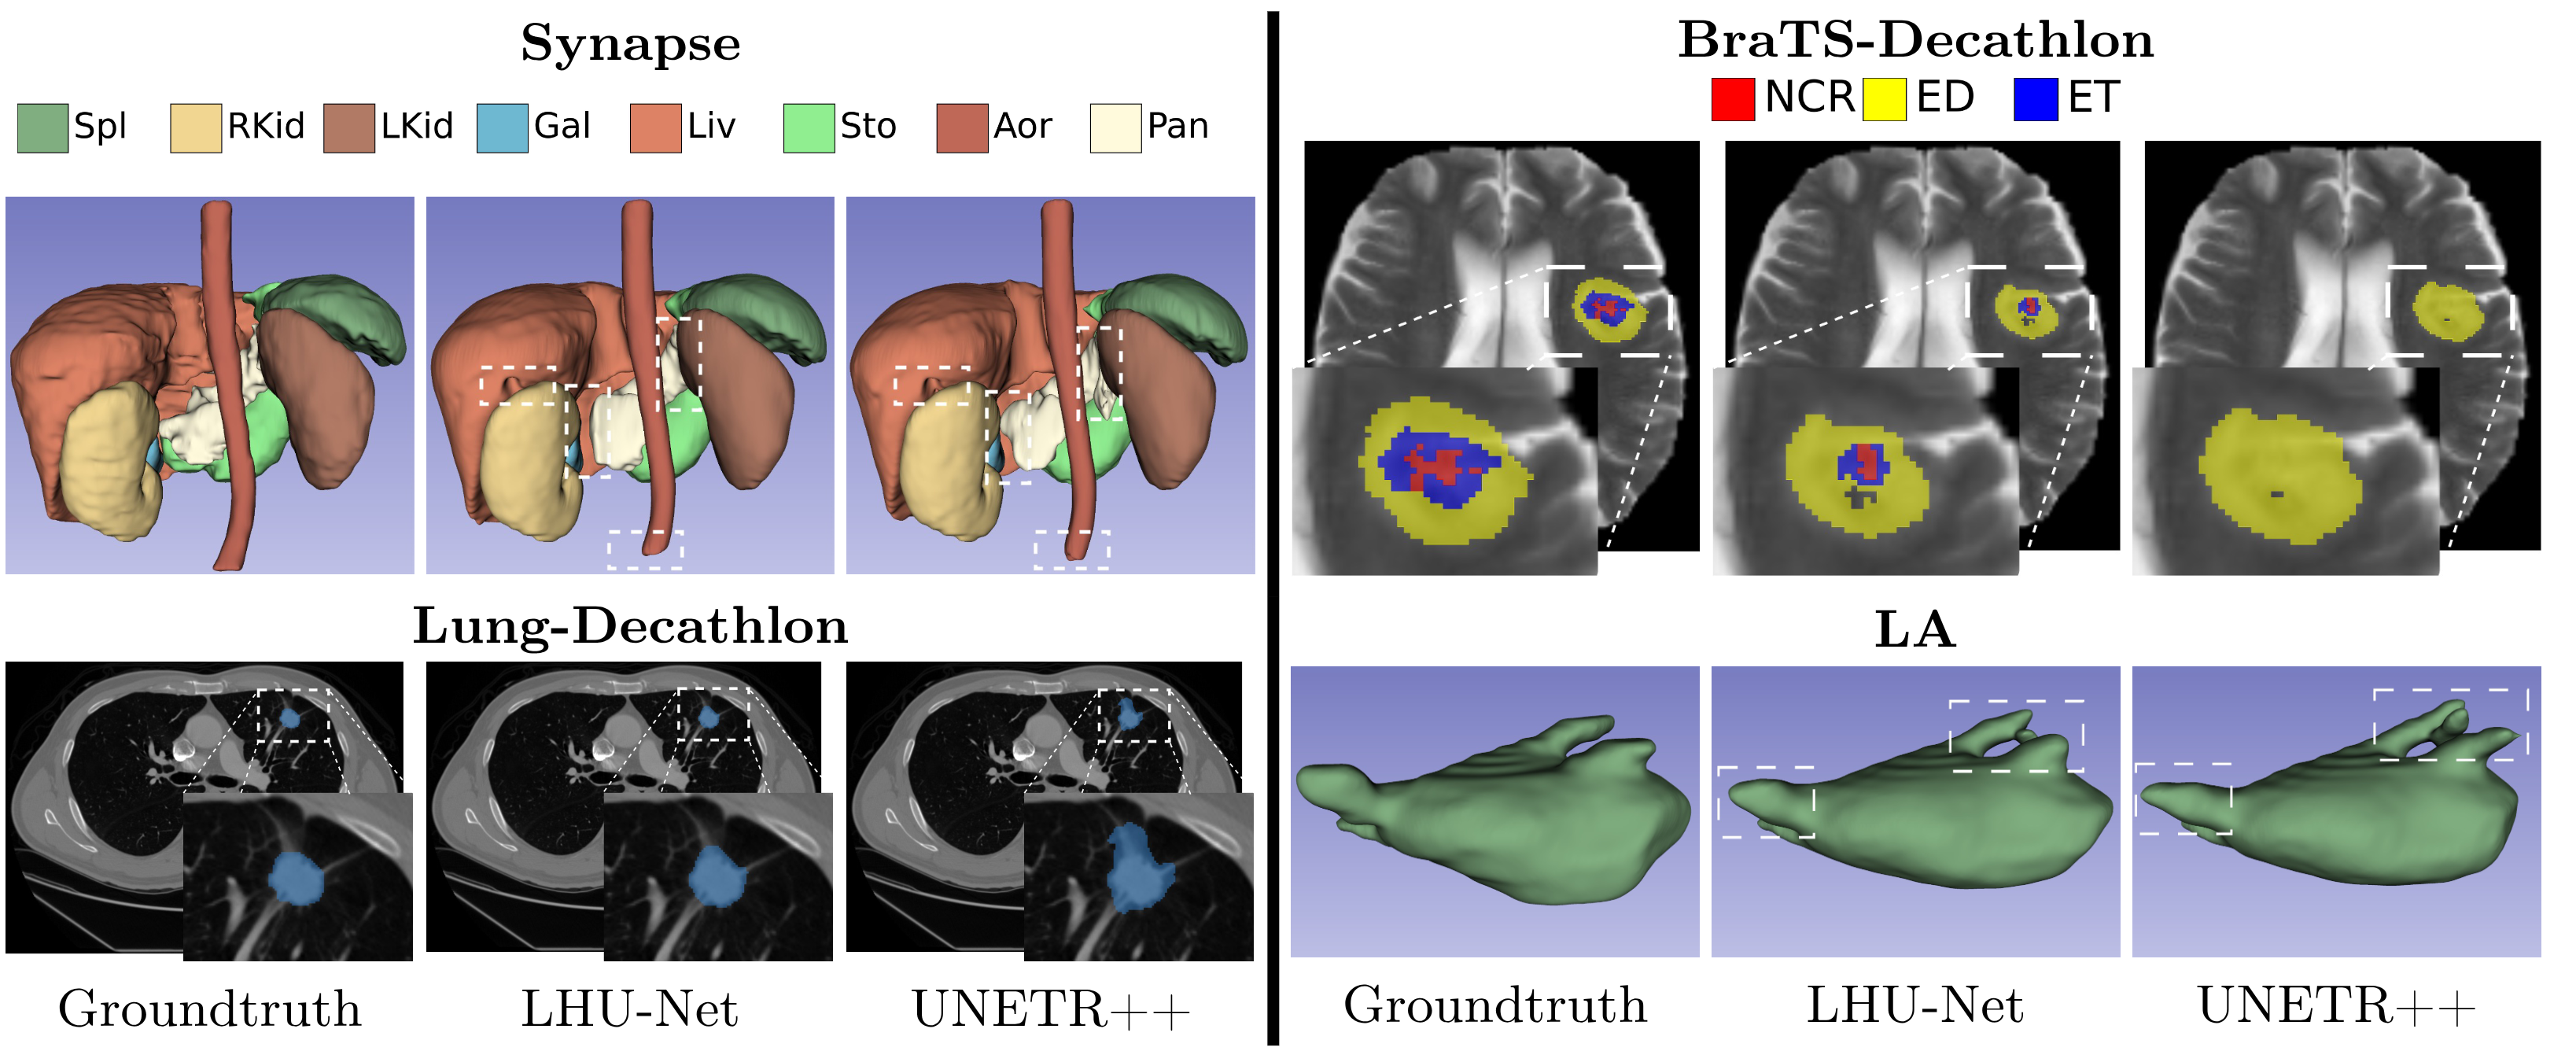 Synapse
Spl RKid LKid Gal Liv Sto Aor Pan
Lung-Decathlon
Groundtruth LHU-Net UNETR++
BraTS-Decathlon
NCR ED ET
LA
Groundtruth LHU-Net UNETR++